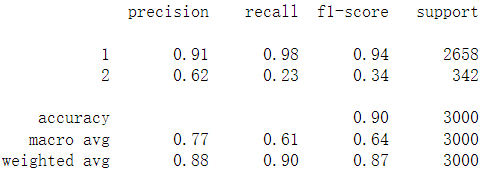 precision recall f1-score support
1 0.91 0.98 0.94 2658
2 0.62 0.23 0.34 342
accuracy 0.90 3000
macro avg 0.77 0.61 0.64 3000
weighted avg 0.88 0.90 0.87 3000